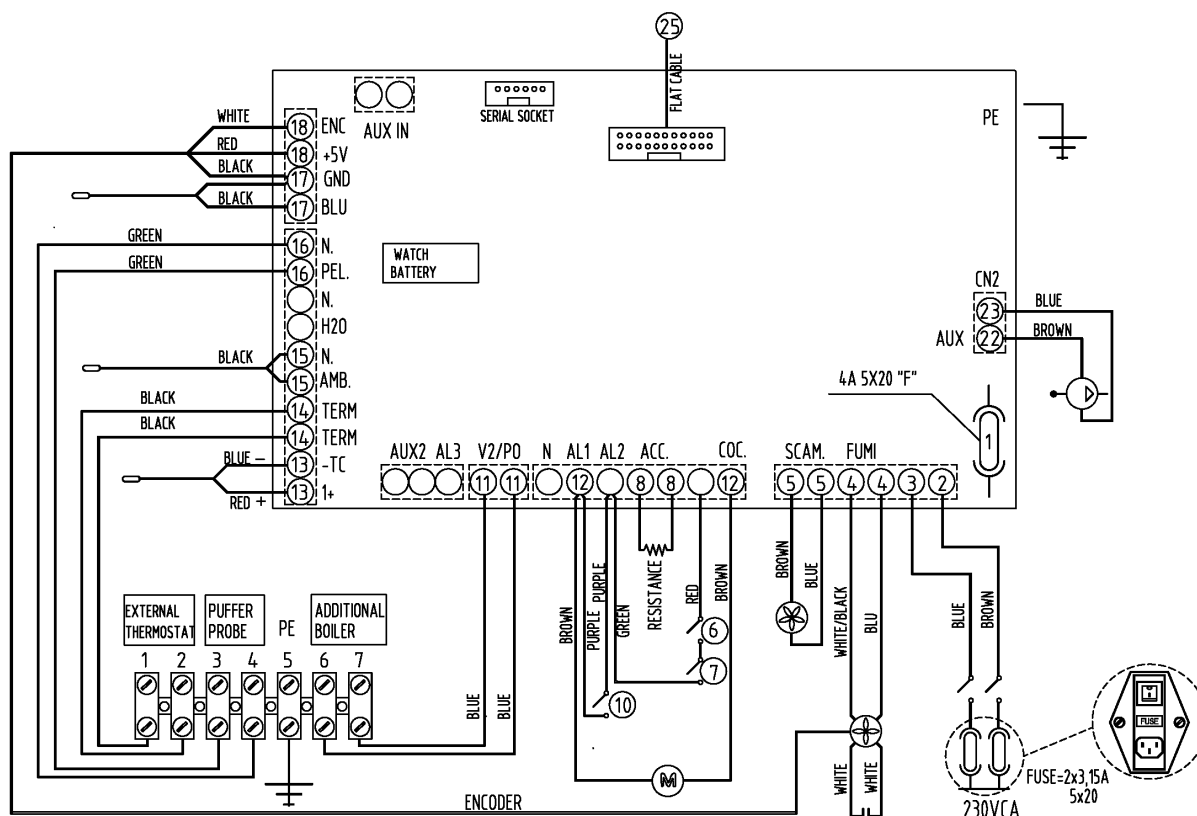 25
FLAT CABLE
AUX IN
SERIAL SOCKET
PE
WHITE
18 ENC
RED
18 +5V
BLACK
17 GND
BLACK
17 BLU
GREEN
16 N.
GREEN
16 PEL.
WATCH
BATTERY
N.
H20
BLACK
15 N.
15 AMB.
BLACK
14 TERM
BLACK
14 TERM
BLUE -
13 -TC
RED +
13 1+
CN2
23
BLUE
AUX
22
BROWN
4A 5X20 "F"
1
AUX2 AL3 V2/PO N AL1 AL2 ACC. COC. SCAM. FUMI
11 11 12 8 8 12 5 5 4 4 3 2
BLUE
BLUE
BROWN
PURPLE
PURPLE
GREEN
RESISTANCE
RED
BROWN
BROWN
BLUE
WHITE/BLACK
BLU
BLUE
BROWN
6
7
10
EXTERNAL
THERMOSTAT
PUFFER
PROBE
PE
ADDITIONAL
BOILER
1 2 3 4 5 6 7
M
WHITE
WHITE
ENCODER
FUSE
FUSE=2x3,15A
5x20
230VCA